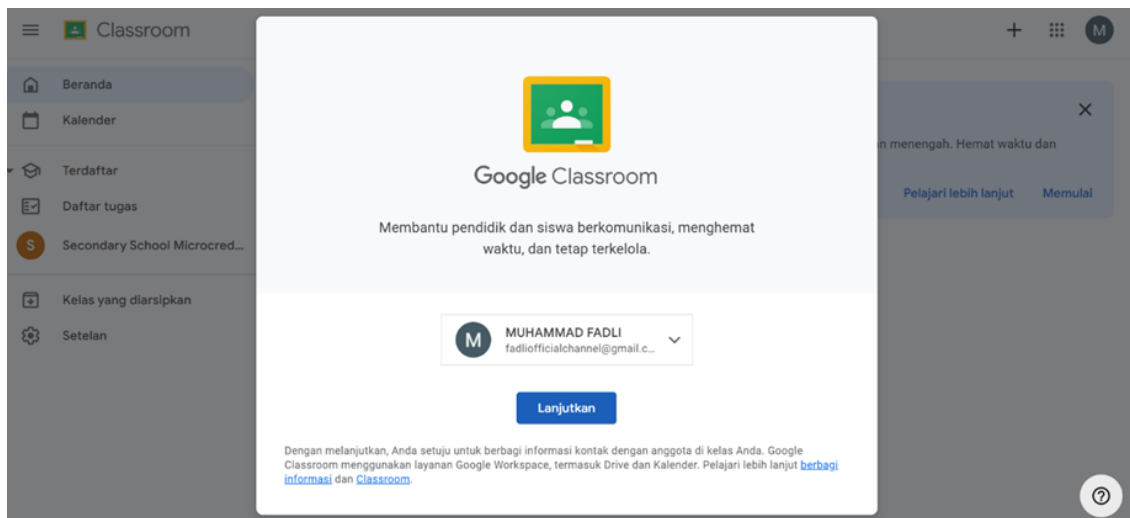 Classroom
M
Beranda
Kalender
Terdaftar
Daftar tugas
S
Secondary School Microcred...
Kelas yang diarsipkan
Setelan
Google Classroom
Membantu pendidik dan siswa berkomunikasi, menghemat
waktu, dan tetap terkelola.
M
MUHAMMAD FADLI
fadliofficialchannel@gmail.c...
Lanjutkan
Dengan melanjutkan, Anda setuju untuk berbagi informasi kontak dengan anggota di kelas Anda. Google
Classroom menggunakan layanan Google Workspace, termasuk Drive dan Kalender. Pelajari lebih lanjut berbagi
informasi dan Classroom.
menengah. Hemat waktu dan
Pelajari lebih lanjut
Memulai